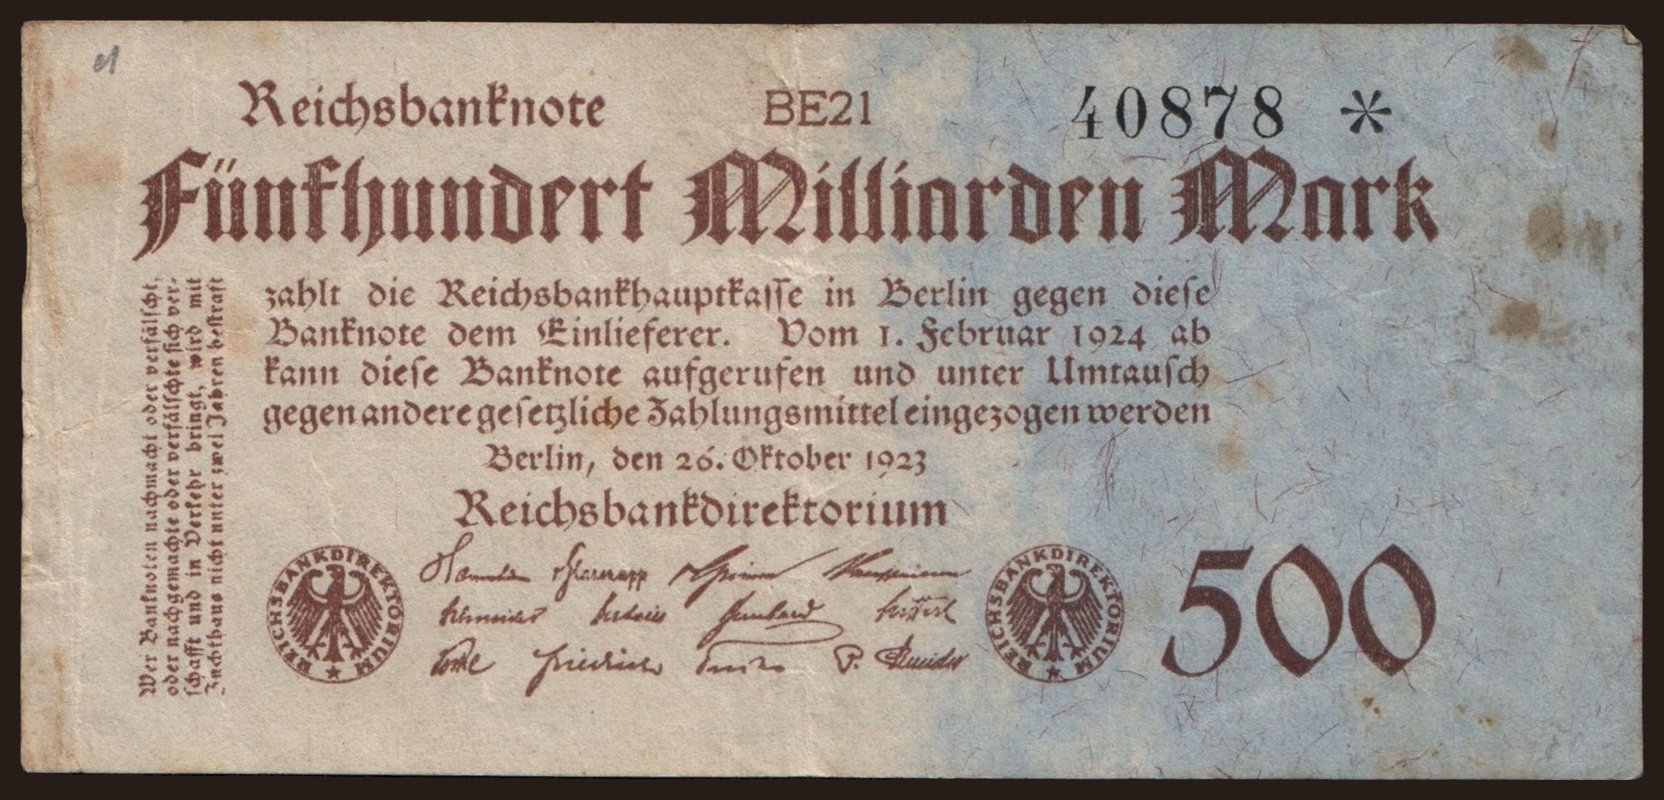 Reichsbanknote BE21 40878 *
Fünfhundert Milliarden Mark
zahlt die Reichsbankhauptkasse in Berlin gegen diese
Banknote dem Einlieferer. Vom 1. Februar 1924 ab
kann diese Banknote aufgerufen und unter Umtausch
gegen andere gesetzliche Zahlungsmittel eingezogen werden
Berlin, den 26. Oktober 1923
Reichsbankdirektorium
REICHSBANKDIREKTORIUM
REICHSBANKDIREKTORIUM
500
Wer Banknoten nachmacht oder verfälscht,
oder nachgemachte oder verfälschte sich ver-
schafft und in Verkehr bringt, wird mit
Zuchthaus nicht unter zwei Jahren bestraft